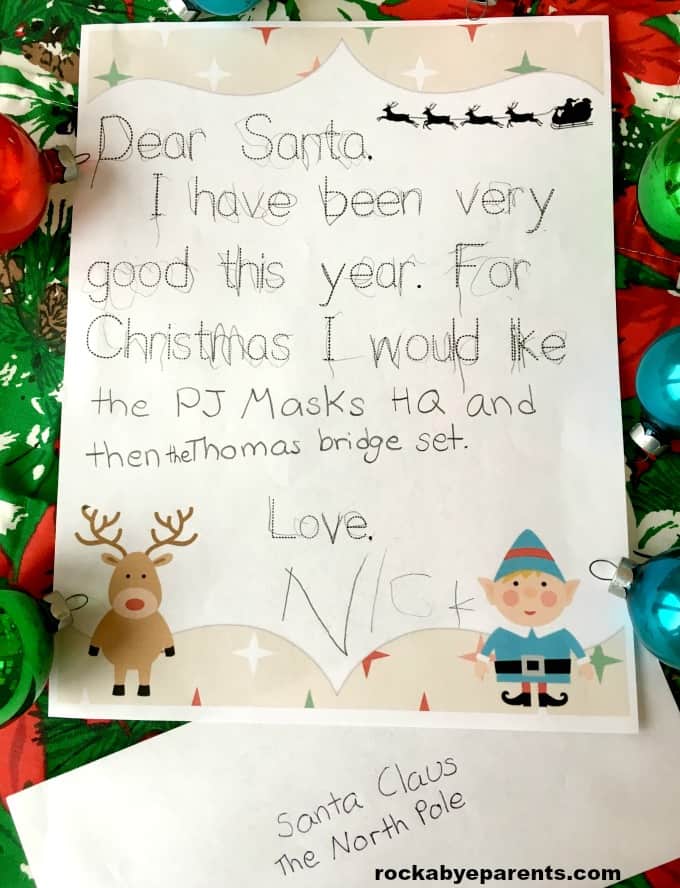 Dear Santa,
I have been very
good this year. For
Christmas I would like
the PJ Masks HQ and
then the Thomas bridge set.
Love,
Nick
Santa Claus
The North Pole
rockabyeparents.com